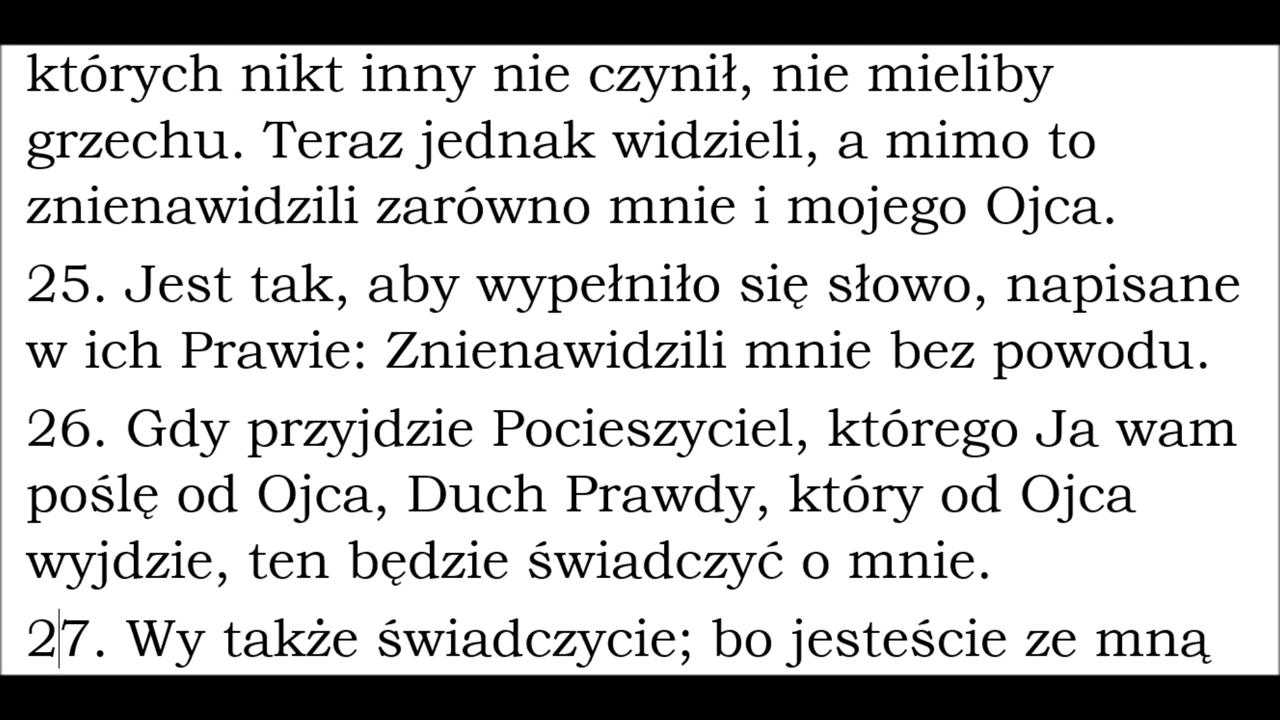 których nikt inny nie czynił, nie mieliby
grzechu. Teraz jednak widzieli, a mimo to
znienawidzili zarówno mnie i mojego Ojca.
25. Jest tak, aby wypełniło się słowo, napisane
w ich Prawie: Znienawidzili mnie bez powodu.
26. Gdy przyjdzie Pocieszyciel, którego Ja wam
poślę od Ojca, Duch Prawdy, który od Ojca
wyjdzie, ten będzie świadczyć o mnie.
27. Wy także świadczycie; bo jesteście ze mną